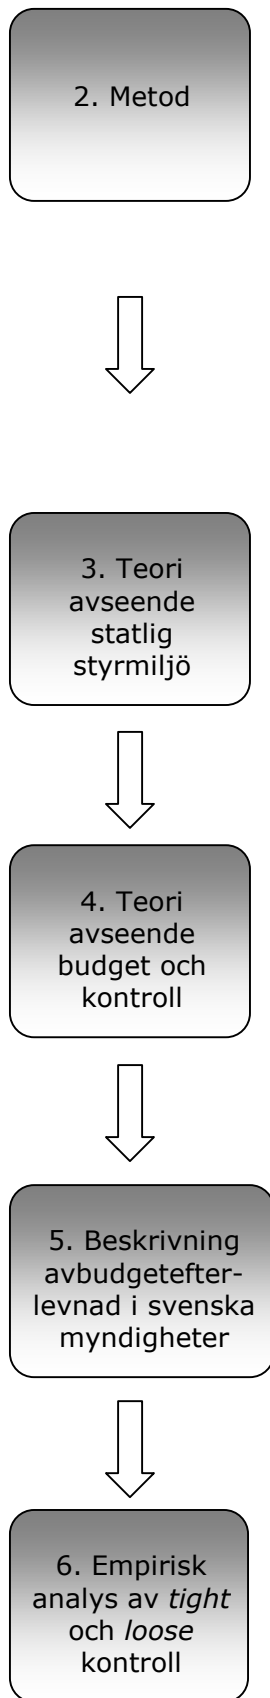 2. Metod
3. Teori
avseende
statlig
styrmiljö
4. Teori
avseende
budget och
kontroll
5. Beskrivning
avbudgetefter-
levnad i svenska
myndigheter
6. Empirisk
analys av tight
och loose
kontroll